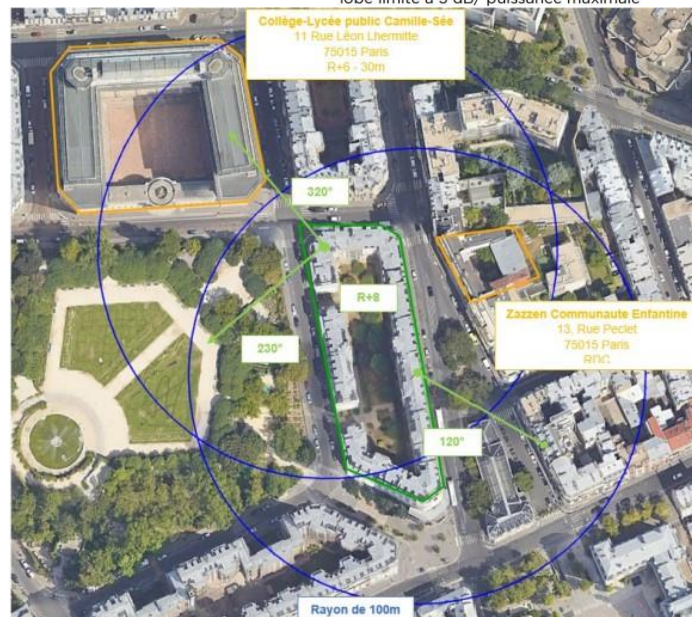 lobe limité à 3 dB/ puissance maximale
Collège-Lycée public Camille-Sée
11 Rue Léon Lhermitte
75015 Paris
R+6 - 30m
320°
R+8
Zazzen Communaute Enfantine
13, Rue Peclet
75015 Paris
RDC
230°
120°
Rayon de 100m